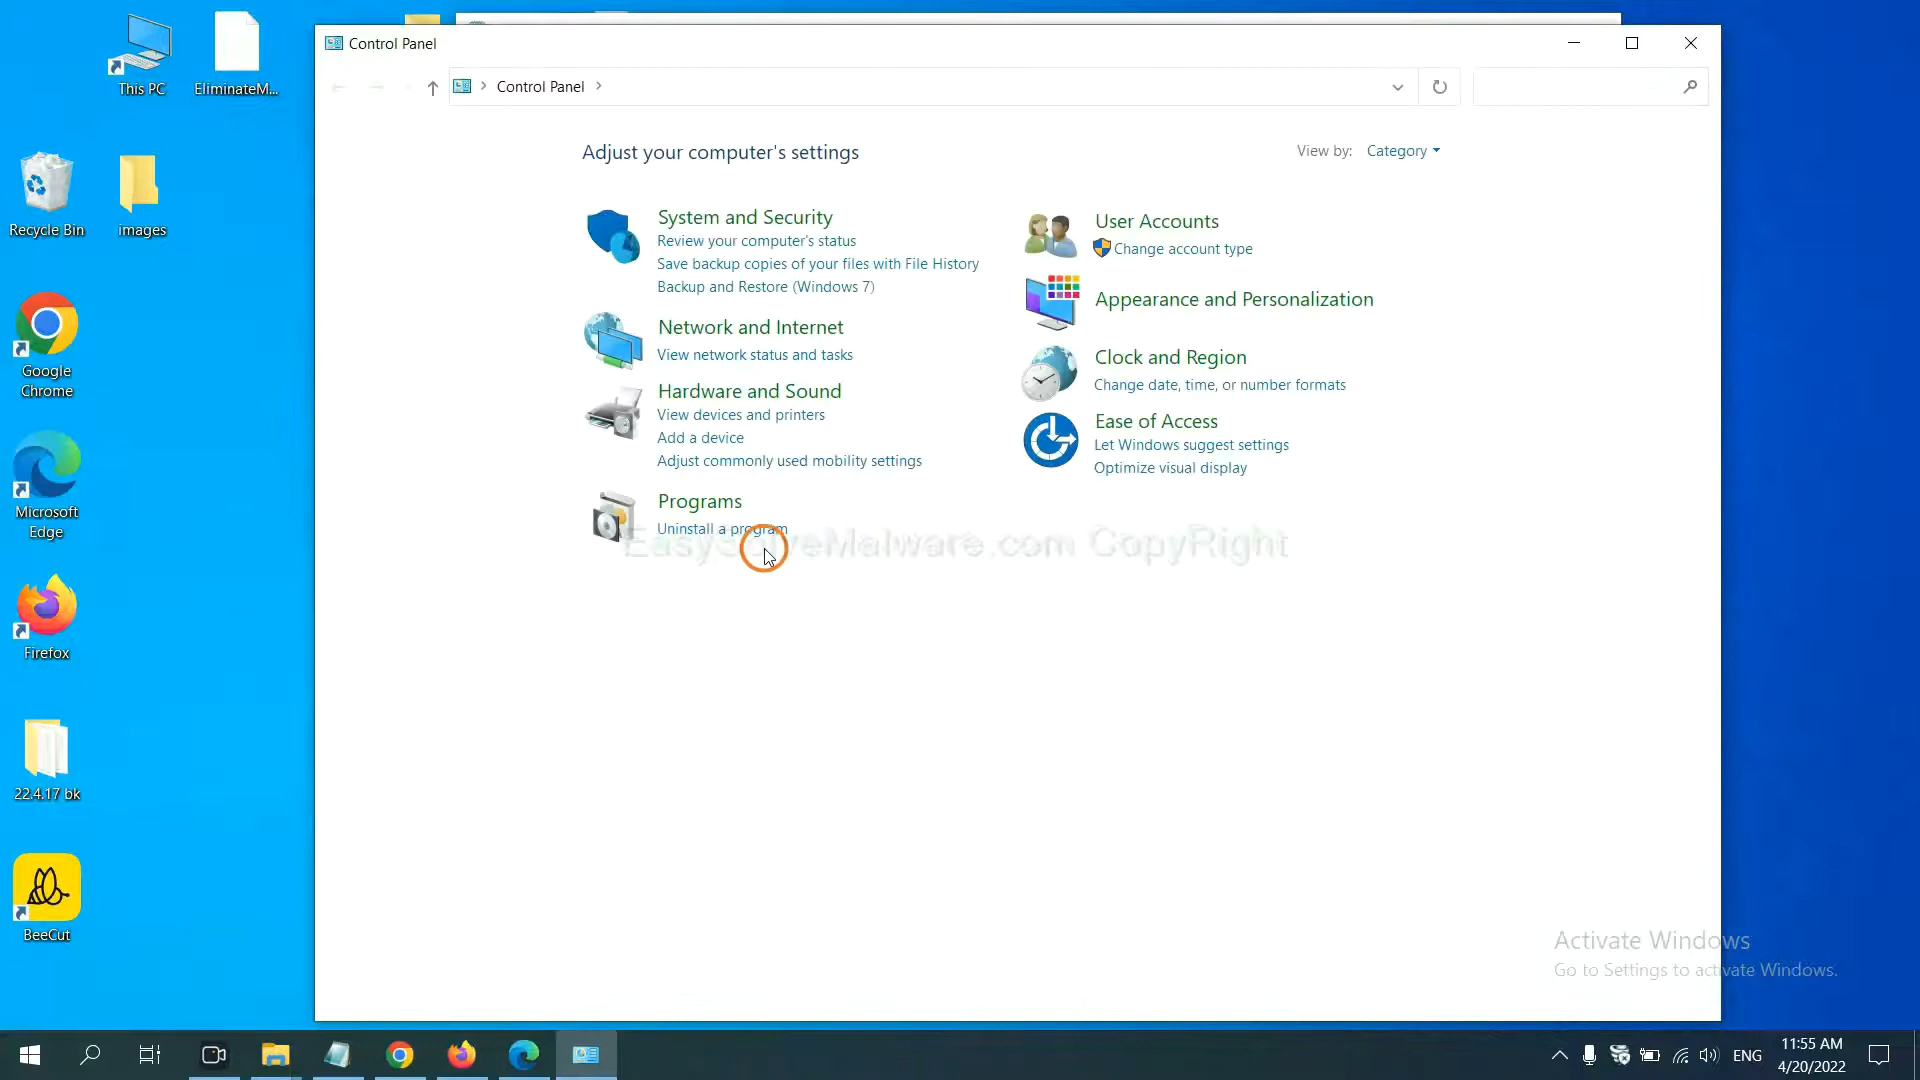 Control Panel
Control Panel
Adjust your computer's settings
View by: Category
System and Security
Review your computer's status
Save backup copies of your files with File History
Backup and Restore (Windows 7)
Network and Internet
View network status and tasks
Hardware and Sound
View devices and printers
Add a device
Adjust commonly used mobility settings
Programs
Uninstall a program
User Accounts
Change account type
Appearance and Personalization
Clock and Region
Change date, time, or number formats
Ease of Access
Let Windows suggest settings
Optimize visual display
EasySolveMalware.com CopyRight
This PC
EliminateM...
Recycle Bin
images
Google
Chrome
Microsoft
Edge
Firefox
22.4.17 bk
BeeCut
Activate Windows
Go to Settings to activate Windows.
ENG
11:55 AM
4/20/2022